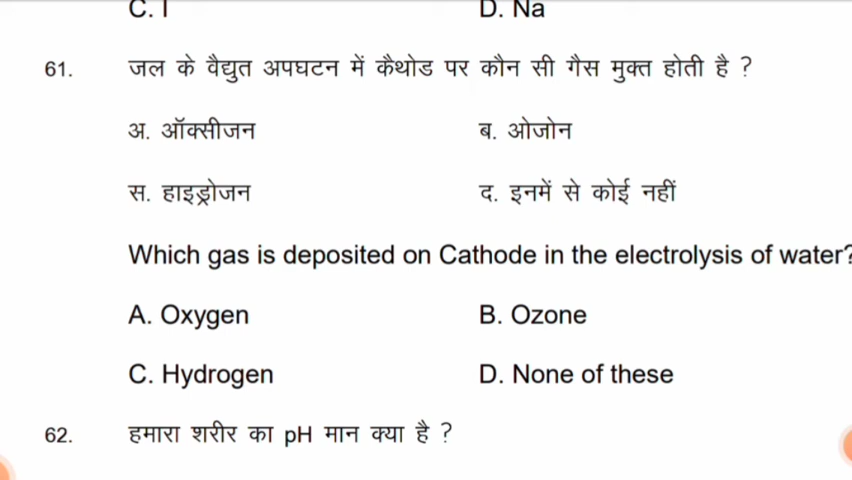 C. I D. Na
61. जल के वैद्युत अपघटन में कैथोड पर कौन सी गैस मुक्त होती है ?
अ. ऑक्सीजन ब. ओजोन
स. हाइड्रोजन द. इनमें से कोई नहीं
Which gas is deposited on Cathode in the electrolysis of water?
A. Oxygen B. Ozone
C. Hydrogen D. None of these
62. हमारा शरीर का pH मान क्या है ?